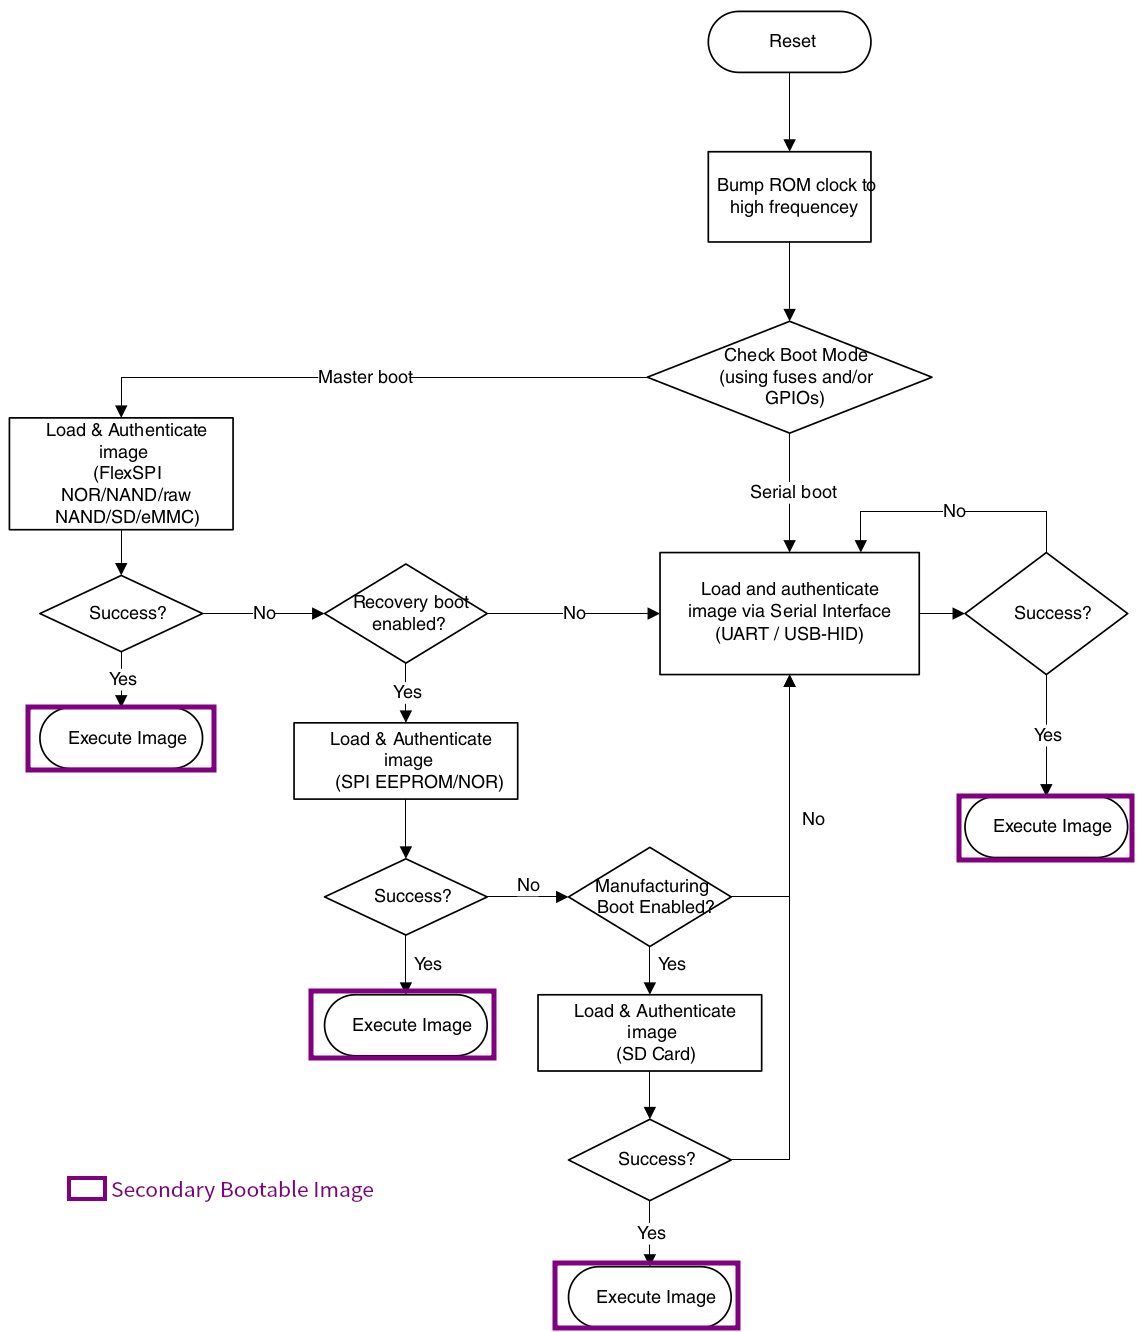 Reset
Bump ROM clock to
high frequencey
Check Boot Mode
(using fuses and/or
GPIOs)
Master boot
Load & Authenticate
image
(FlexSPI
NOR/NAND/raw
NAND/SD/eMMC)
Serial boot
No
Load and authenticate
image via Serial Interface
(UART / USB-HID)
Success?
Success?
No
Recovery boot
enabled?
No
Yes
Yes
Yes
Execute Image
Load & Authenticate
image
(SPI EEPROM/NOR)
Execute Image
No
Success?
No
Manufacturing
Boot Enabled?
Yes
Yes
Execute Image
Load & Authenticate
image
(SD Card)
Success?
Secondary Bootable Image
Yes
Execute Image